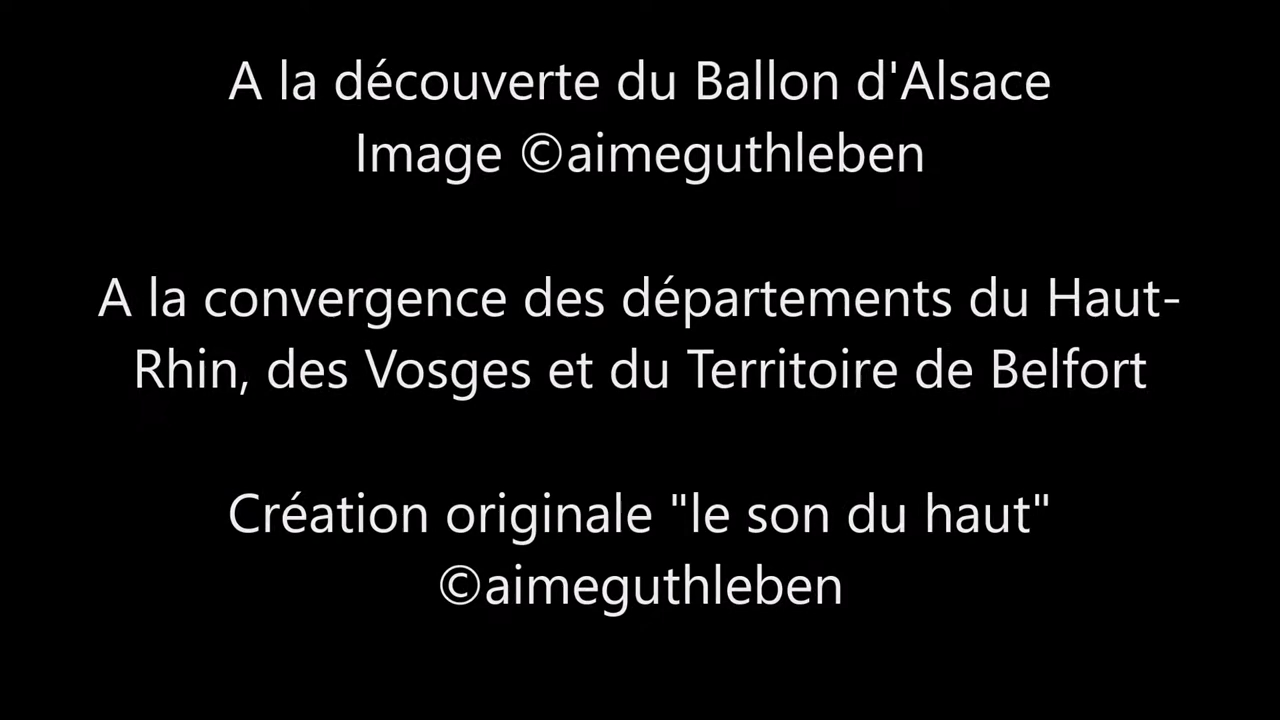 A la découverte du Ballon d'Alsace
Image ©aimeguthleben
A la convergence des départements du Haut-
Rhin, des Vosges et du Territoire de Belfort
Création originale "le son du haut"
©aimeguthleben